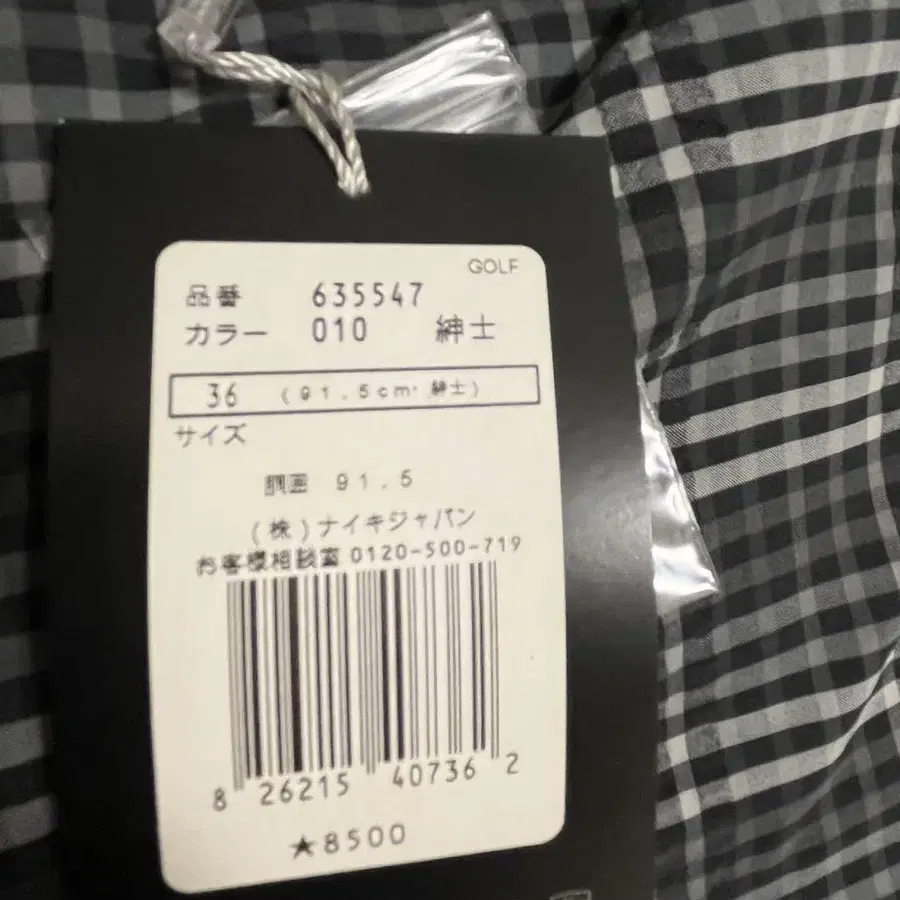 GOLF
品番 635547
カラー 010 紳士
36 (91.5cm・紳士)
サイズ
胴囲 91.5
(株)ナイキジャパン
お客様相談室 0120-500-719
8 26215 40736 2
★8500